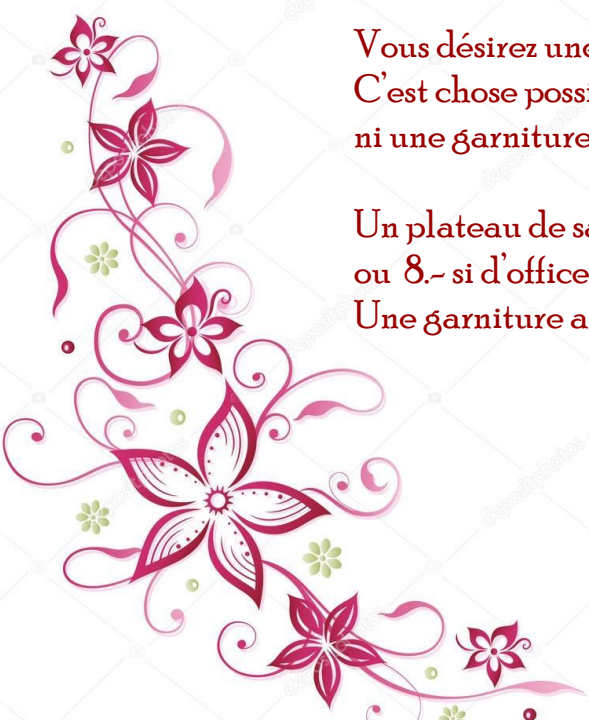 Vous désirez une
C'est chose possi
ni une garniture
Un plateau de sa
ou 8.- si d'office
Une garniture a